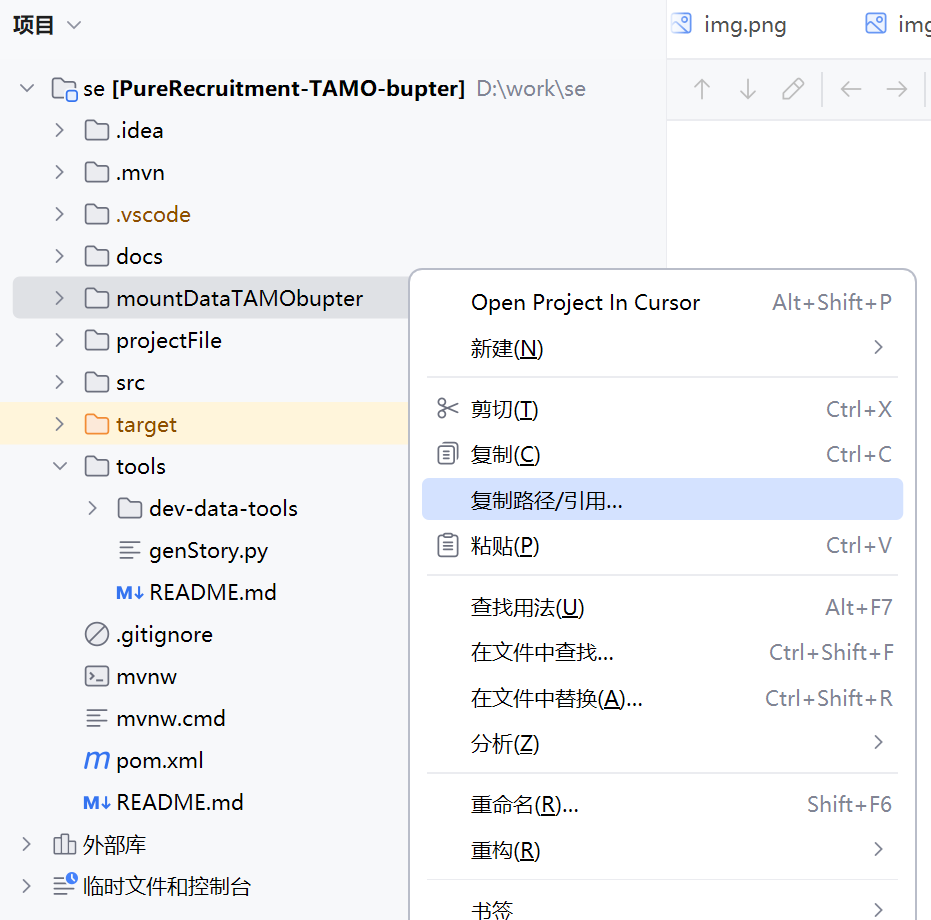 项目
img.png
se [PureRecruitment-TAMO-bupter] D:\work\se
.idea
.mvn
.vscode
docs
mountDataTAMObupter
projectFile
src
target
tools
dev-data-tools
genStory.py
M↓ README.md
.gitignore
mvnw
mvnw.cmd
m pom.xml
M↓ README.md
外部库
临时文件和控制台
Open Project In Cursor Alt+Shift+P
新建(N)
剪切(T) Ctrl+X
复制(C) Ctrl+C
复制路径/引用...
粘贴(P) Ctrl+V
查找用法(U) Alt+F7
在文件中查找... Ctrl+Shift+F
在文件中替换(A)... Ctrl+Shift+R
分析(Z)
重命名(R)... Shift+F6
重构(R)
书签